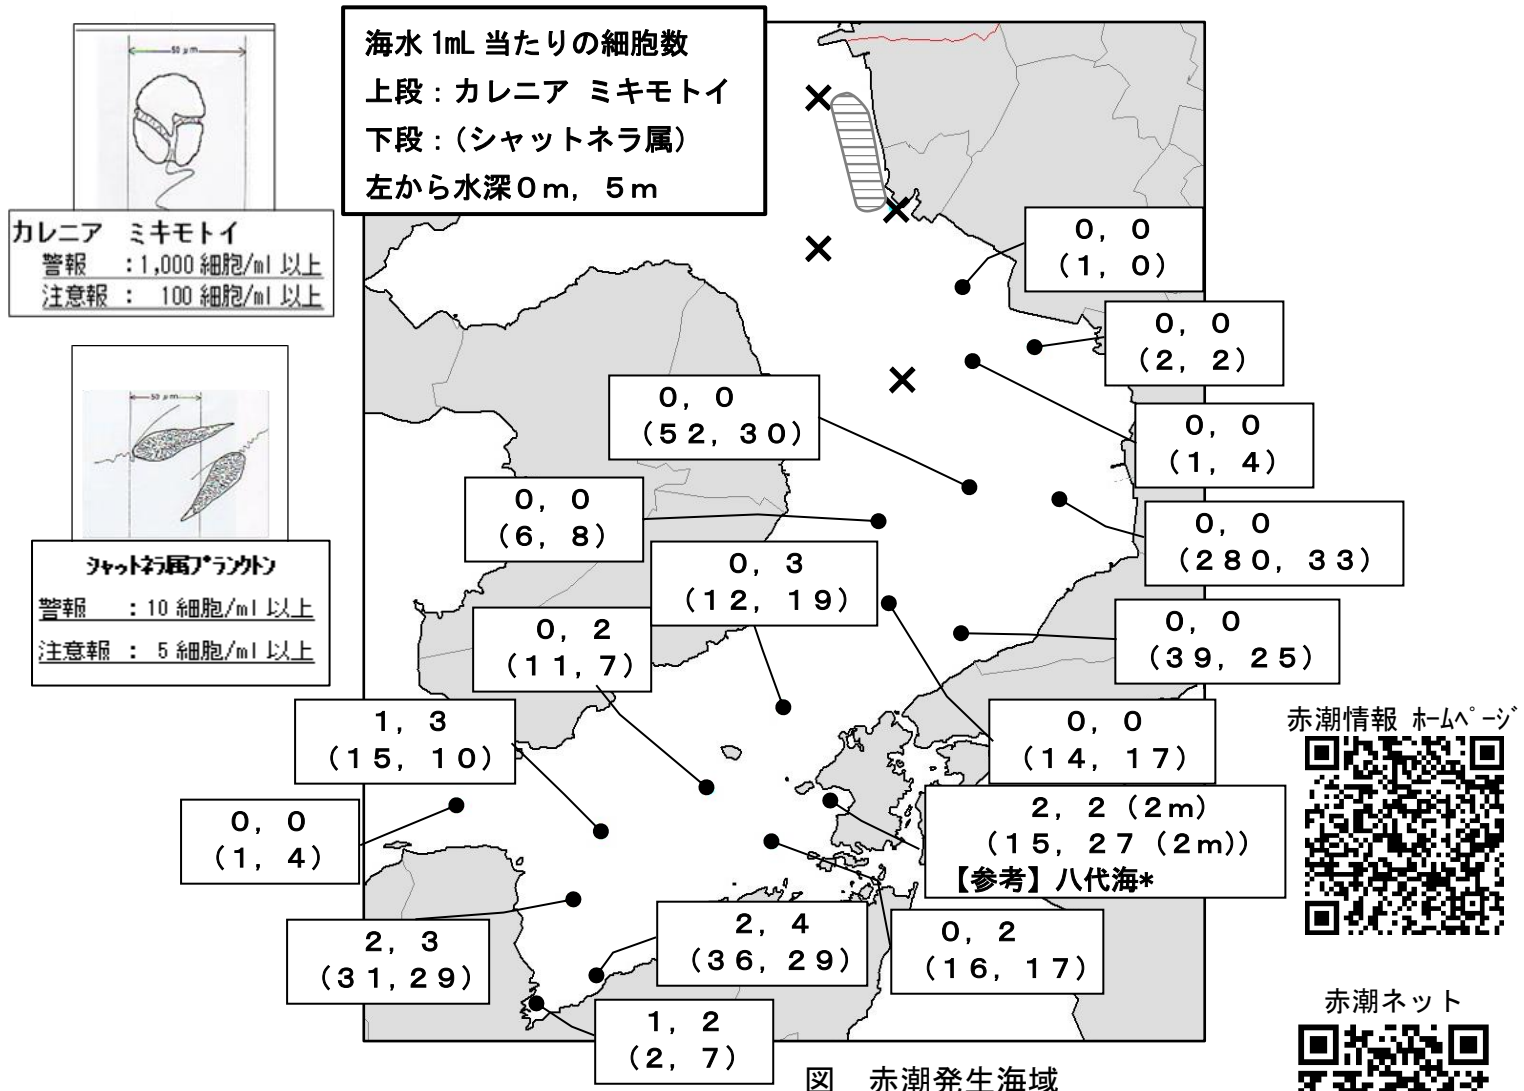 海水 1mL 当たりの細胞数
上段：カレニア ミキモトイ
下段：（シャットネラ属）
左から水深０ｍ，５ｍ
50 μm
カレニア ミキモトイ
警報 ：1,000 細胞/ml 以上
注意報 ： 100 細胞/ml 以上
50 μm
ｼｬｯﾄﾈﾗ属ﾌﾟﾗﾝｸﾄﾝ
警報 ：10 細胞/ml 以上
注意報 ： 5 細胞/ml 以上
０，０
（１，０）
０，０
（２，２）
０，０
（１，４）
０，０
（５２，３０）
０，０
（６，８）
０，０
（２８０，３３）
０，３
（１２，１９）
０，２
（１１，７）
０，０
（３９，２５）
１，３
（１５，１０）
０，０
（１４，１７）
０，０
（１，４）
２，２（２ｍ）
（１５，２７（２ｍ））
【参考】八代海*
２，３
（３１，２９）
２，４
（３６，２９）
０，２
（１６，１７）
１，２
（２，７）
図 赤潮発生海域
赤潮情報 ﾎｰﾑﾍﾟｰｼﾞ
赤潮ネット